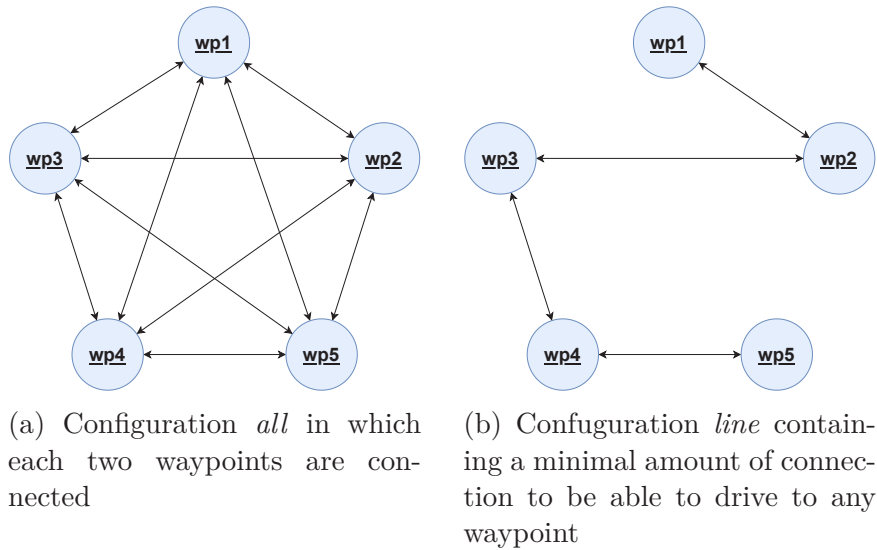 wp1
wp3
wp2
wp4
wp5
(a) Configuration all in which
each two waypoints are con-
nected
wp1
wp3
wp2
wp4
wp5
(b) Confuguration line contain-
ing a minimal amount of connec-
tion to be able to drive to any
waypoint